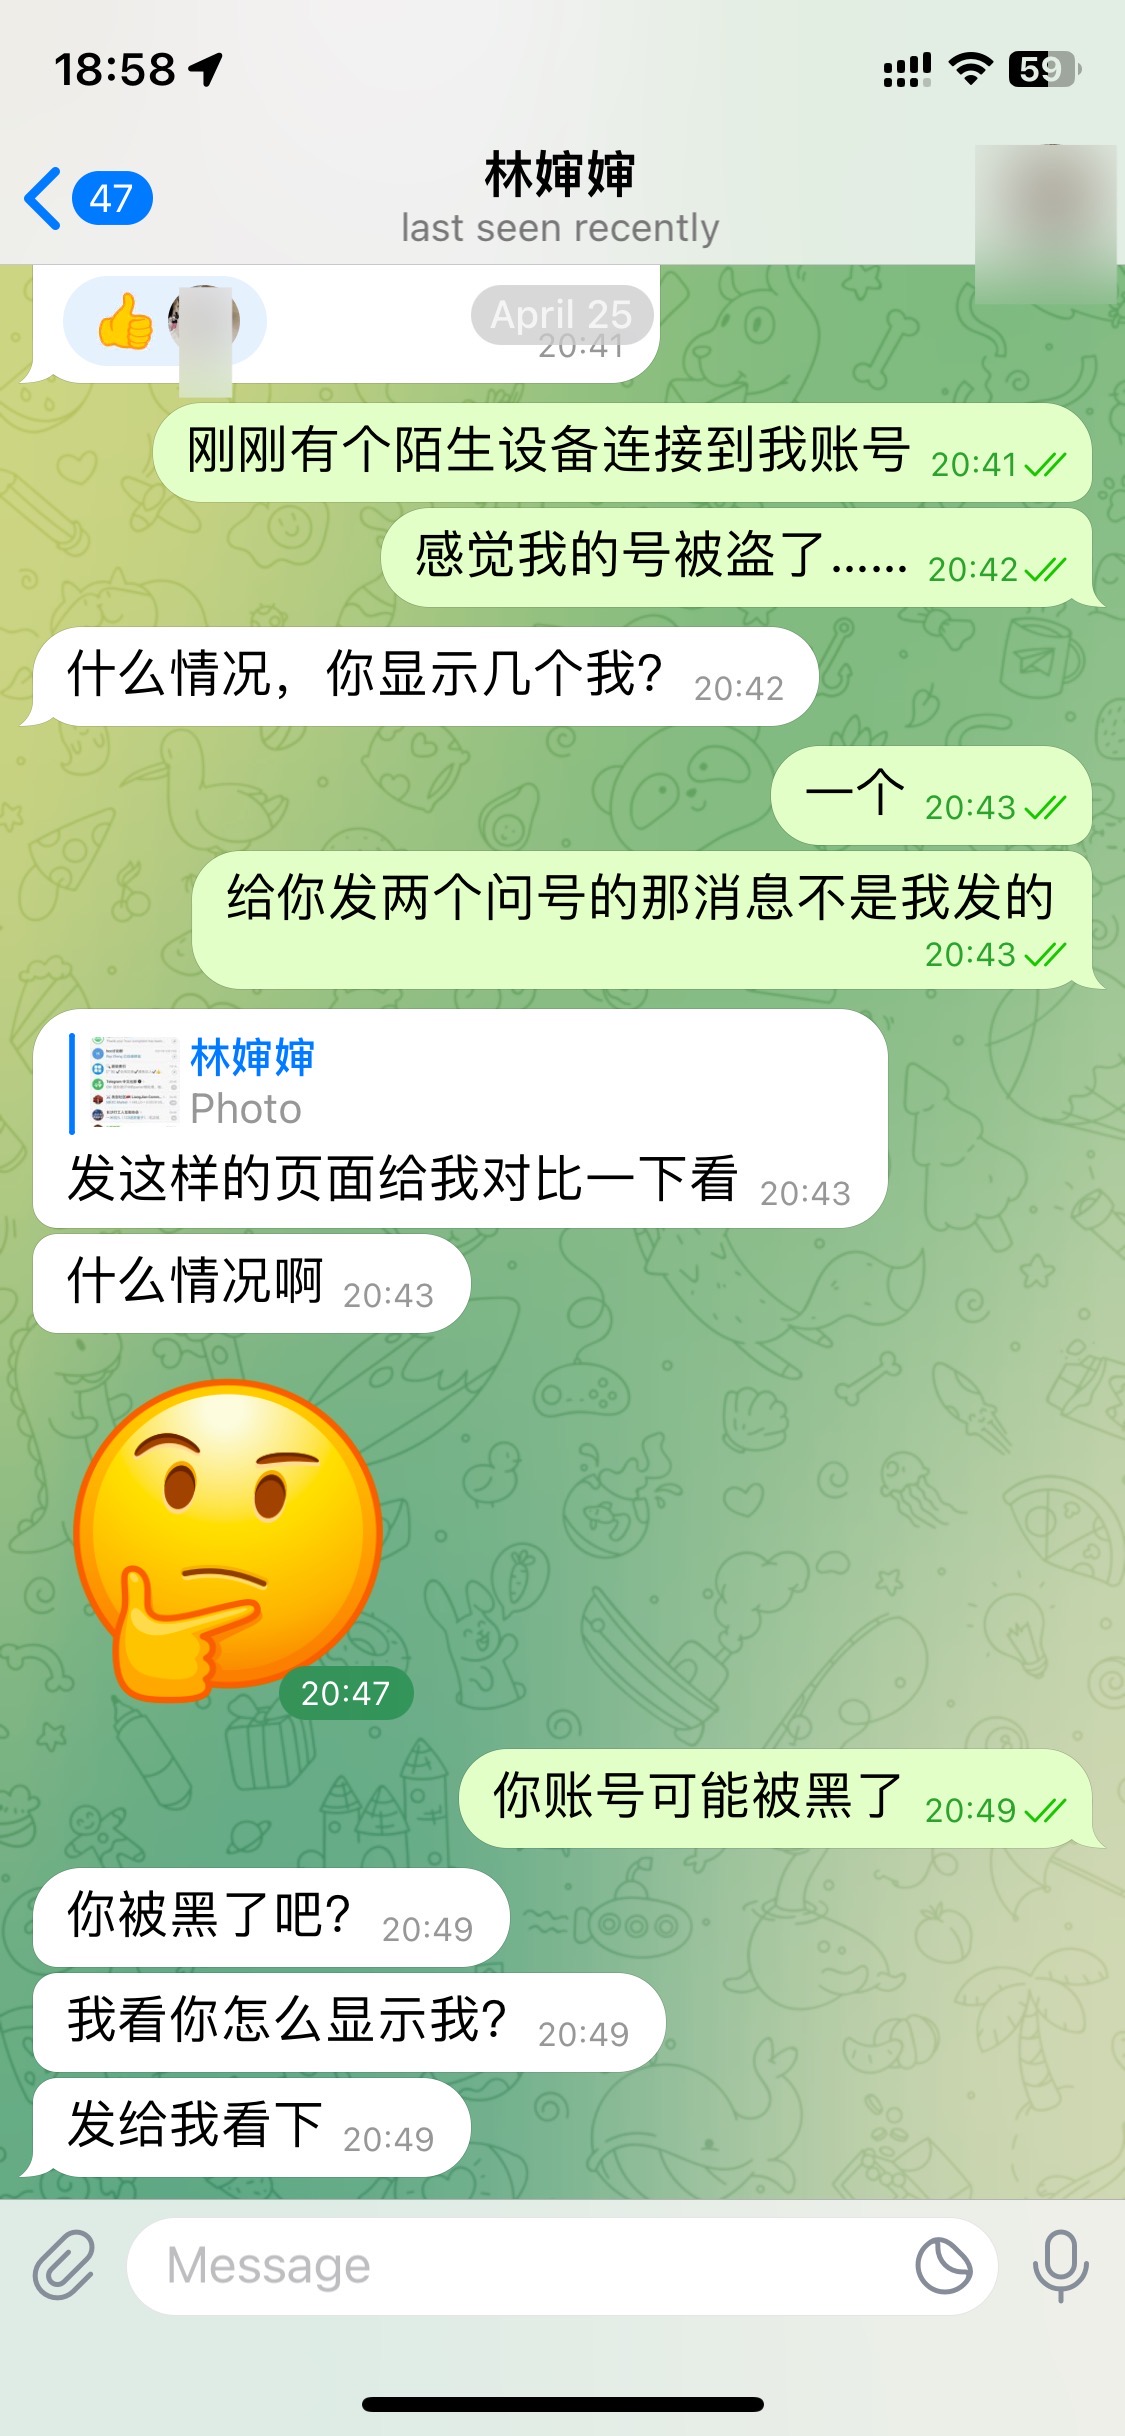 18:58
59
47
林婶婶
last seen recently
April 25
20:41
刚刚有个陌生设备连接到我账号 20:41
感觉我的号被盗了…… 20:42
什么情况，你显示几个我? 20:42
一个 20:43
给你发两个问号的那消息不是我发的
20:43
林婶婶
Photo
发这样的页面给我对比一下看 20:43
什么情况啊 20:43
20:47
你账号可能被黑了 20:49
你被黑了吧? 20:49
我看你怎么显示我? 20:49
发给我看下 20:49
Message